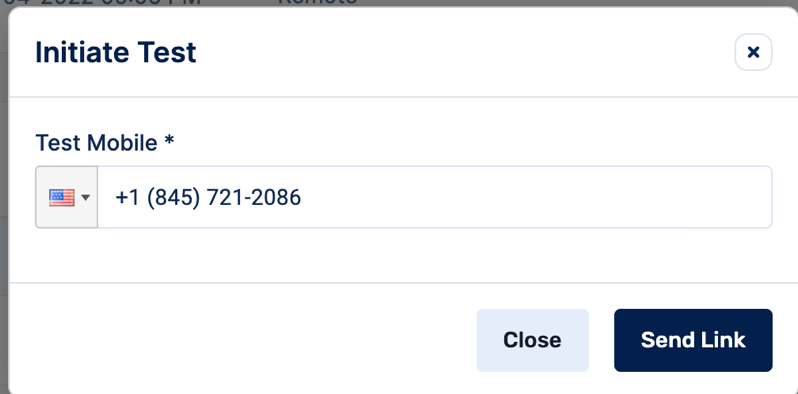 Initiate Test
Test Mobile *
+1 (845) 721-2086
Close
Send Link